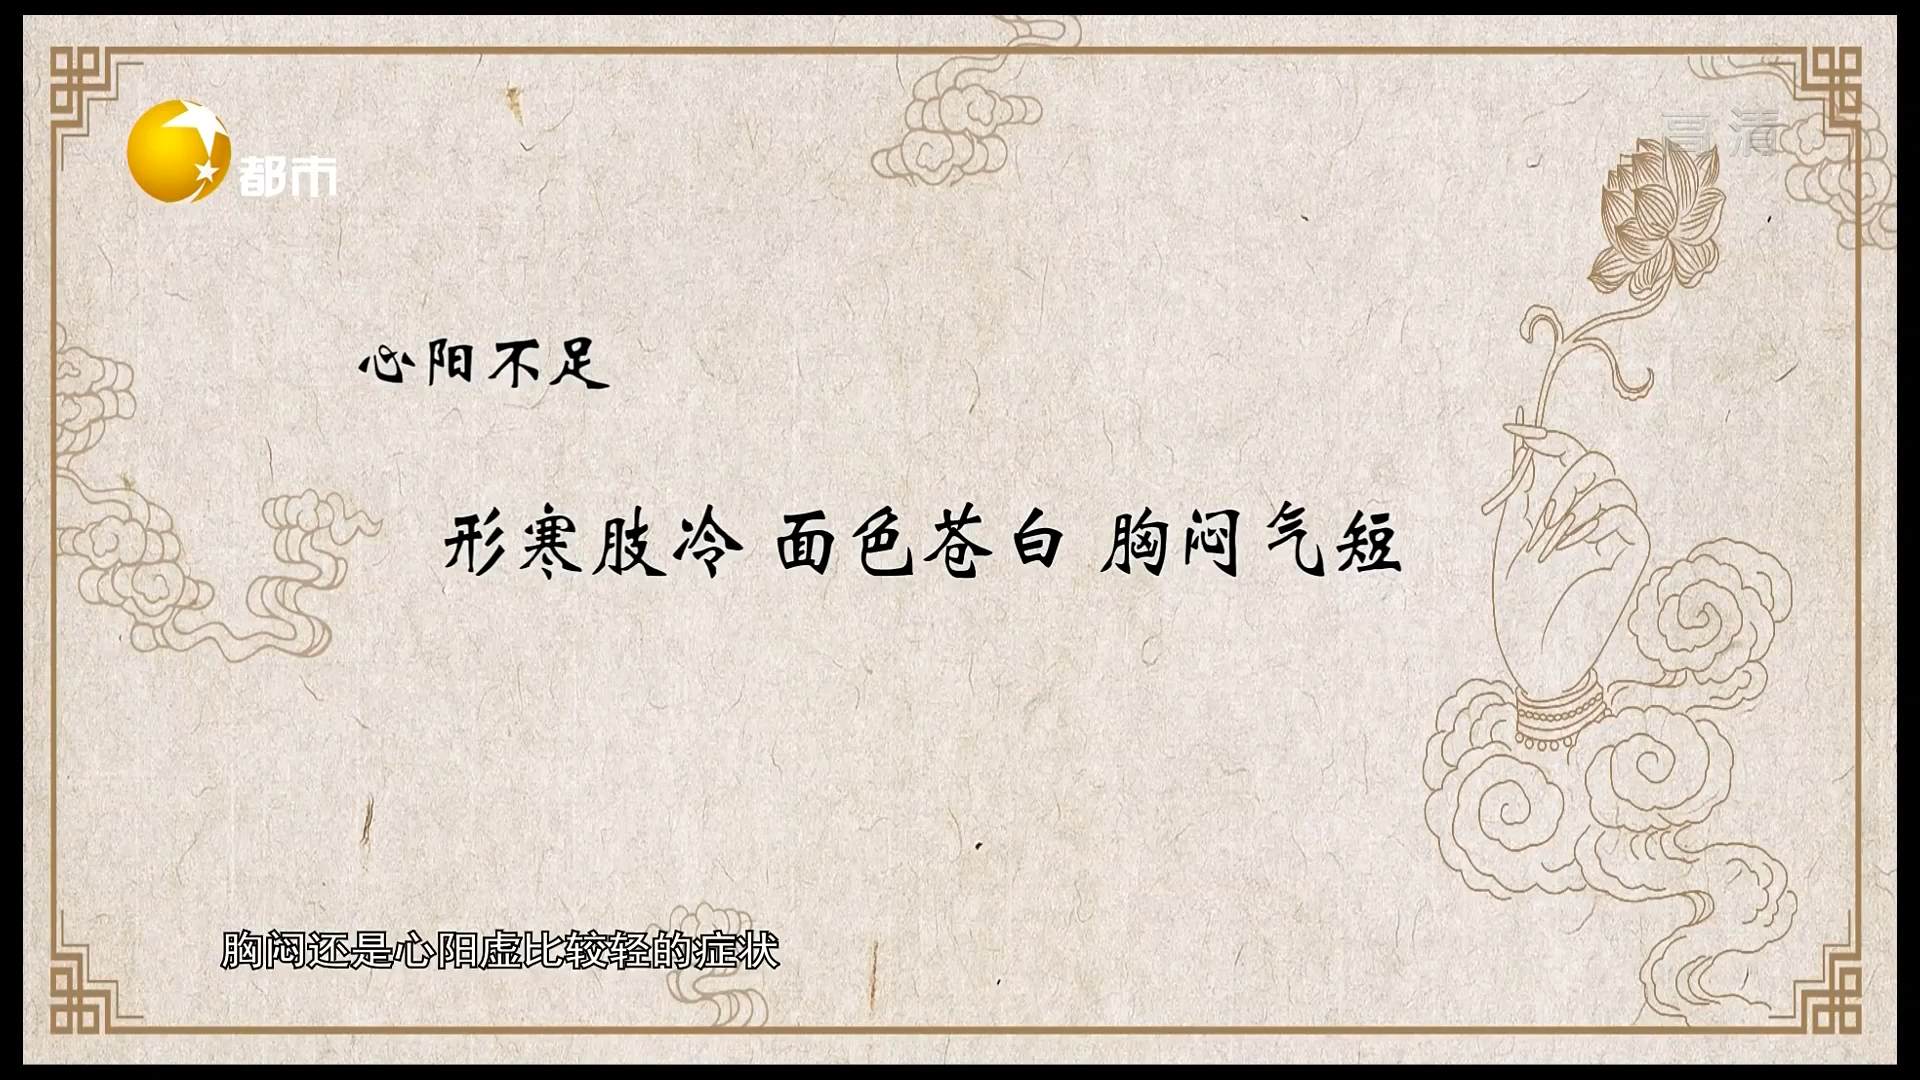 都市
高清
心阳不足
形寒肢冷 面色苍白 胸闷气短
胸闷还是心阳虚比较轻的症状